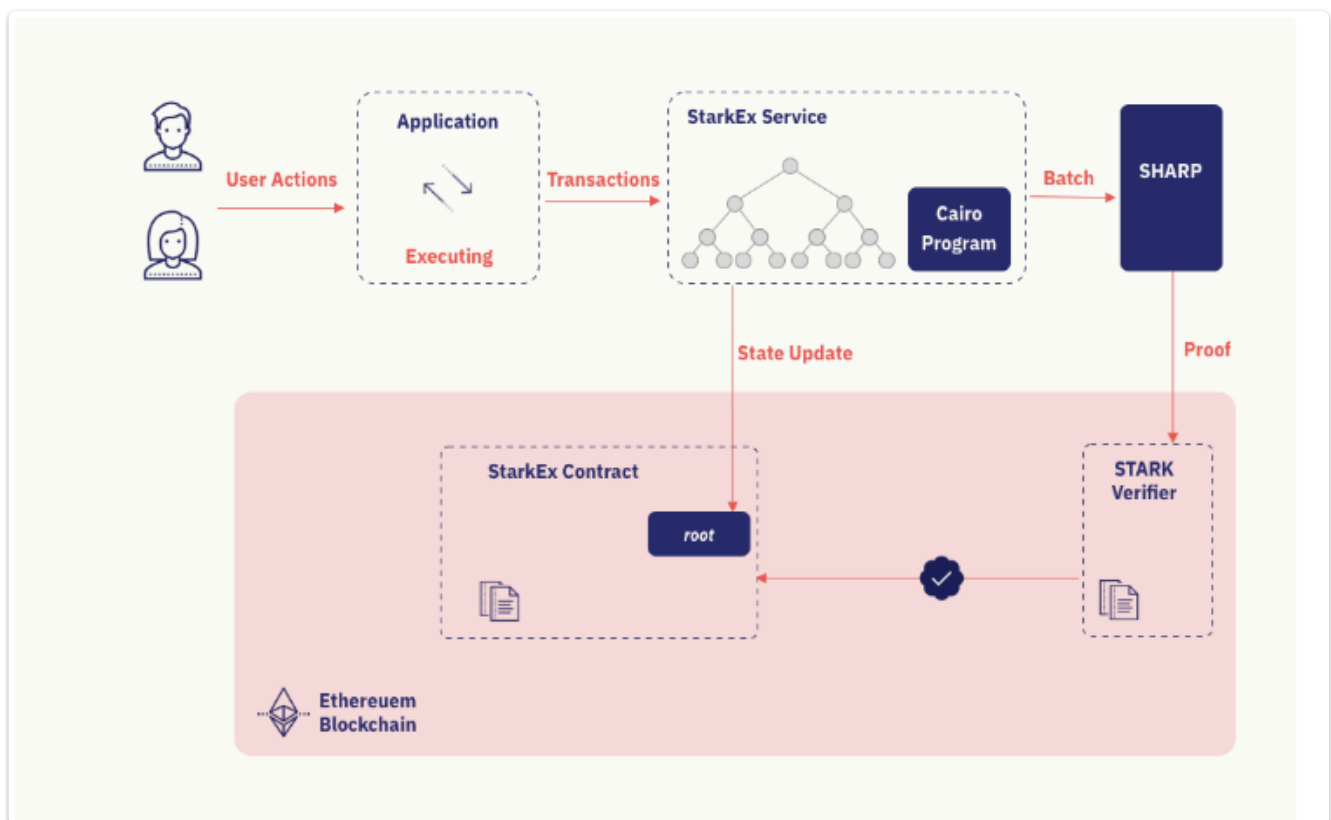 Application
StarkEx Service
SHARP
User Actions
Transactions
Batch
Executing
Cairo
Program
State Update
Proof
StarkEx Contract
STARK
Verifier
root
Ethereuem
Blockchain